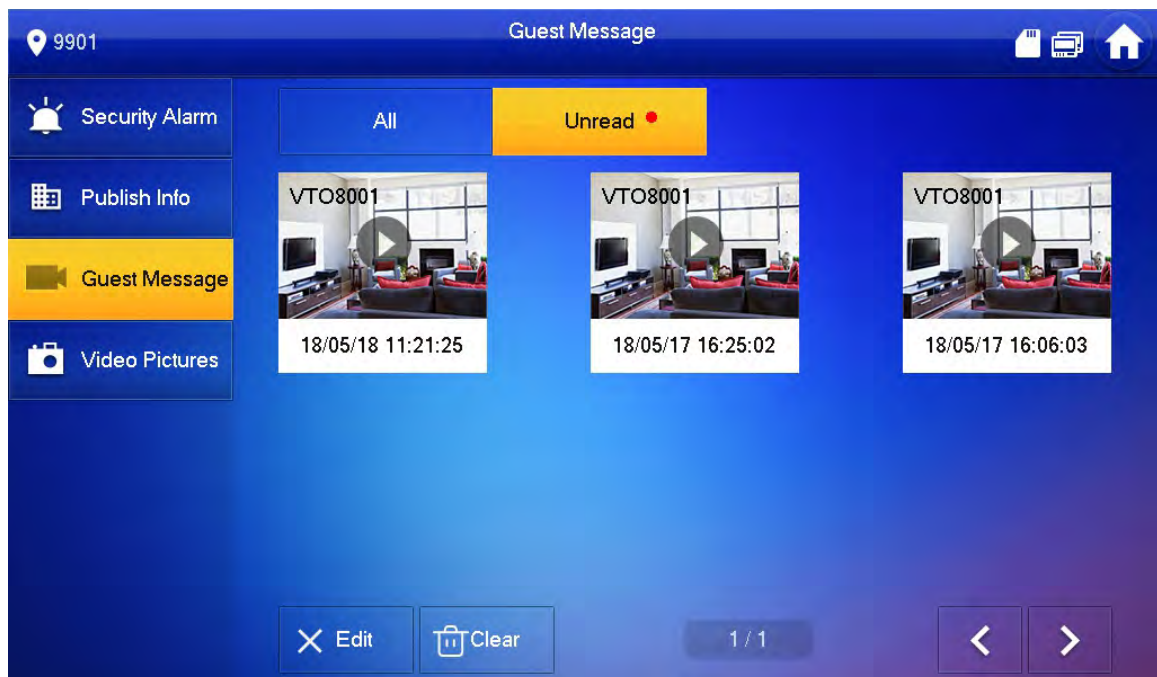 9901
Guest Message
Security Alarm
Publish Info
Guest Message
Video Pictures
All
Unread
VTO8001
VTO8001
VTO8001
18/05/18 11:21:25
18/05/17 16:25:02
18/05/17 16:06:03
Edit
Clear
1 / 1